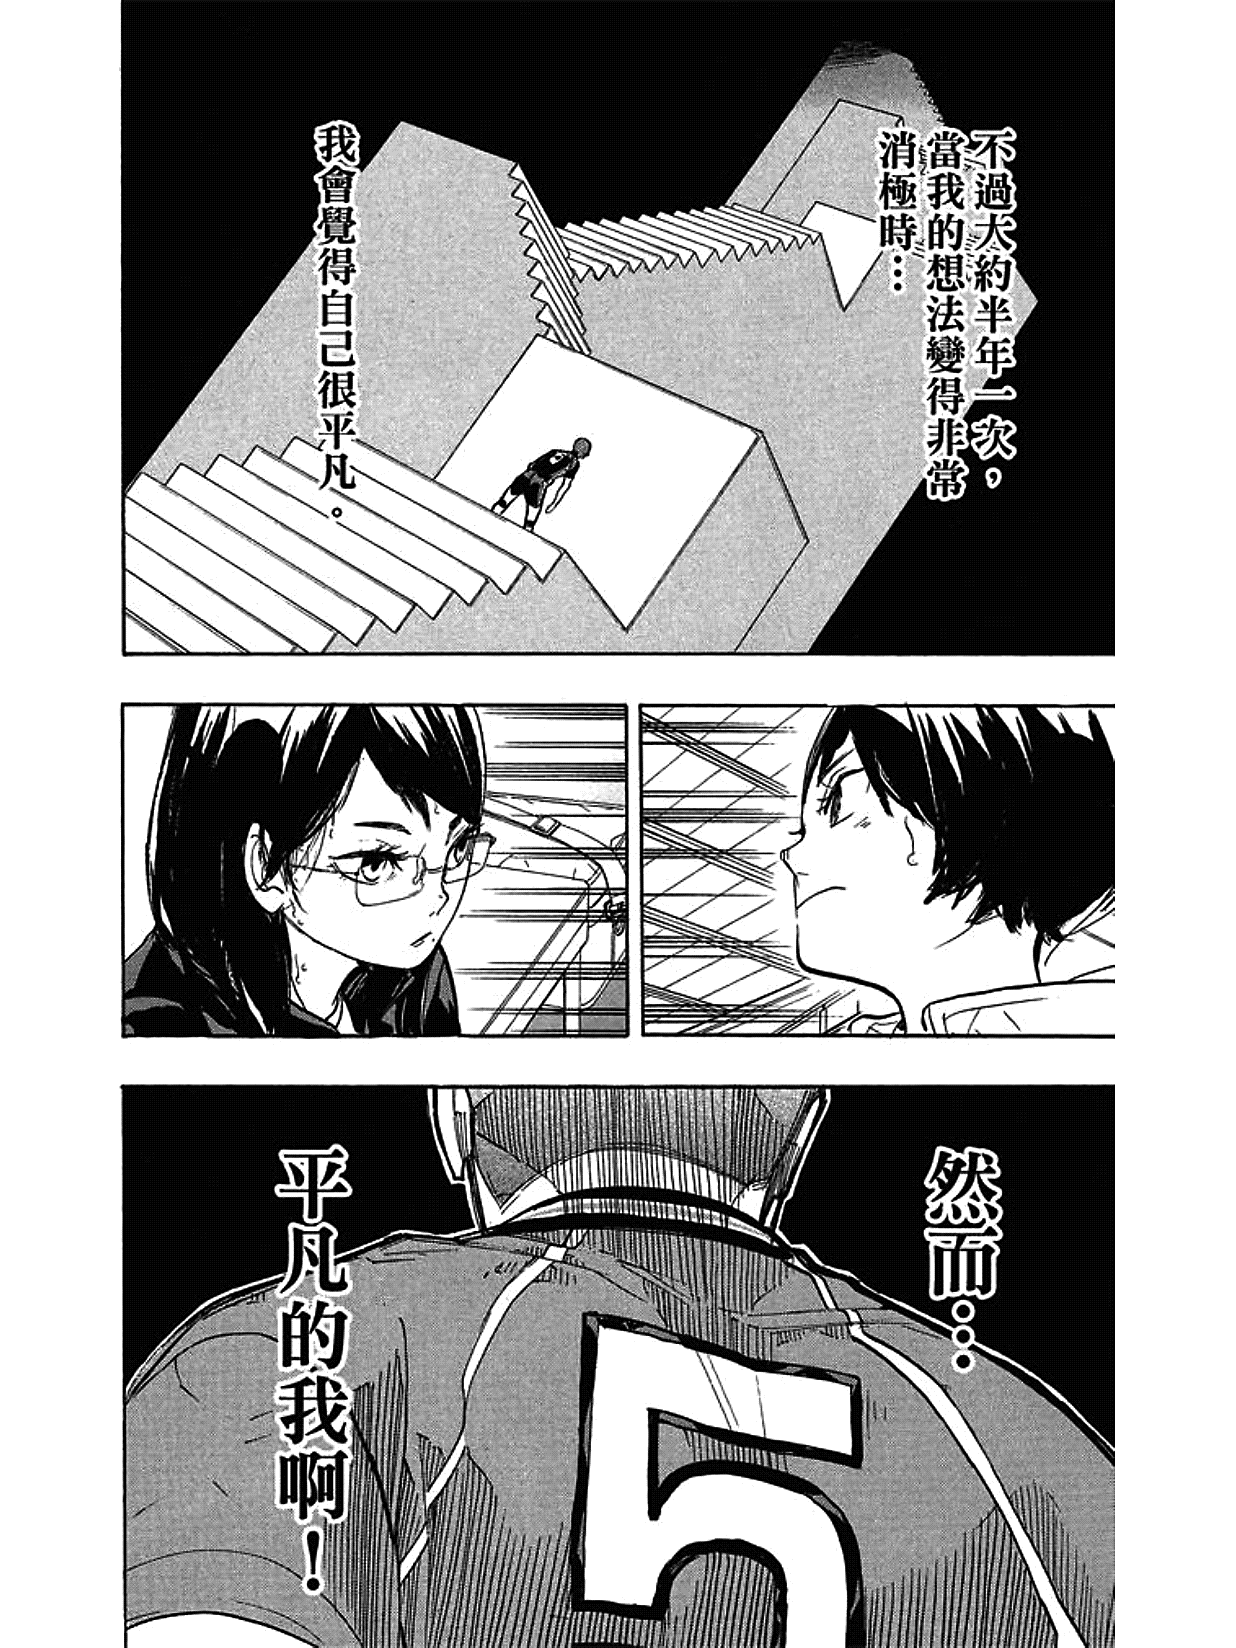 不過大約半年一次，
當我的想法變得非常
消極時…
我會覺得自己很平凡。
然而…
平凡的我啊！
5